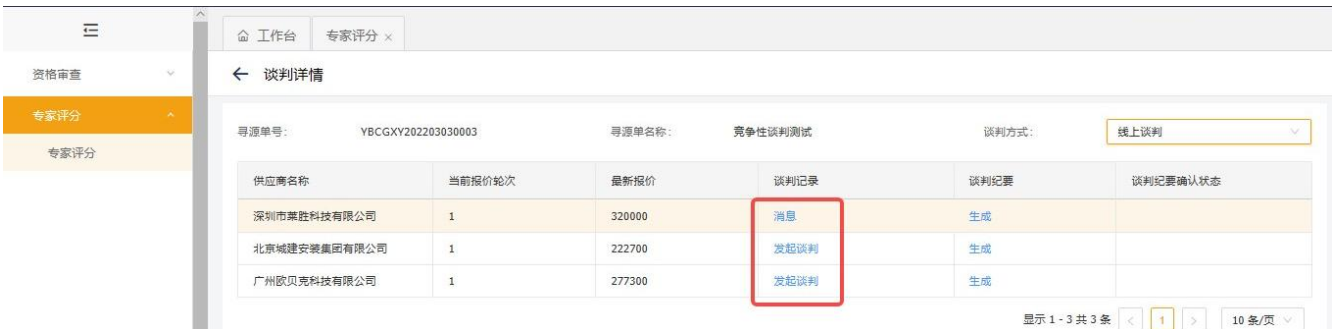 工作台 专家评分 ×
资格审查
谈判详情
专家评分
寻源单号： YBCGXY202203030003 寻源单名称： 竞争性谈判测试 谈判方式： 线上谈判
专家评分
供应商名称 当前报价轮次 最新报价 谈判记录 谈判纪要 谈判纪要确认状态
深圳市莱胜科技有限公司 1 320000 消息 生成
北京城建安装集团有限公司 1 222700 发起谈判 生成
广州欧贝克科技有限公司 1 277300 发起谈判 生成
显示 1 - 3 共 3 条 < 1 > 10 条/页